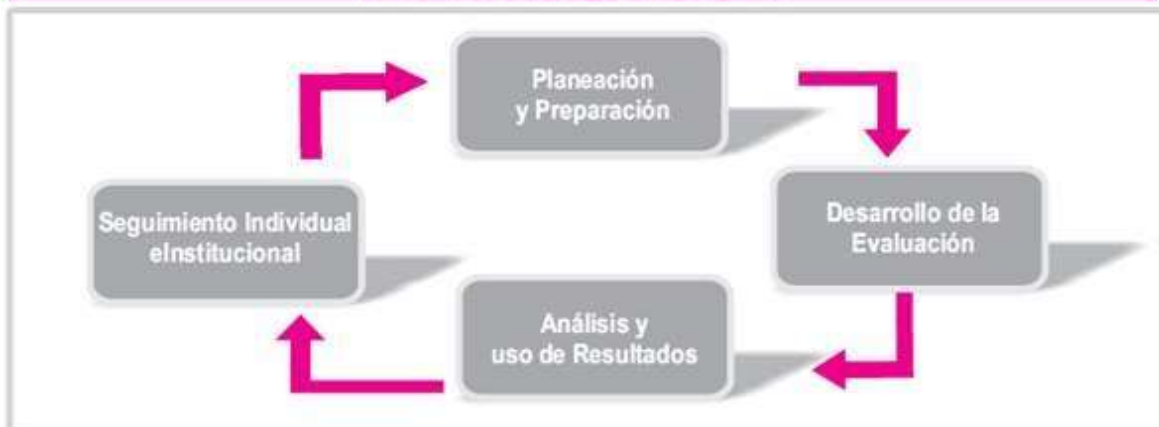 Planeación
y Preparación
Desarrollo de la
Evaluación
Análisis y
uso de Resultados
Seguimiento Individual
eInstitucional